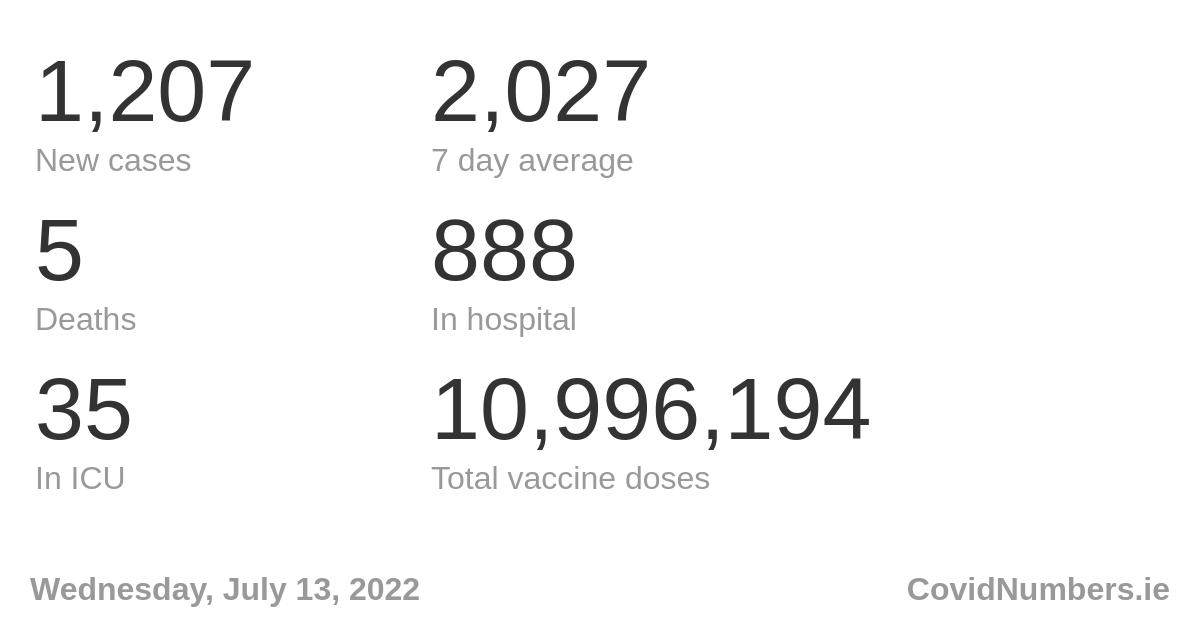 1,207
New cases
2,027
7 day average
5
Deaths
888
In hospital
35
In ICU
10,996,194
Total vaccine doses
Wednesday, July 13, 2022
CovidNumbers.ie